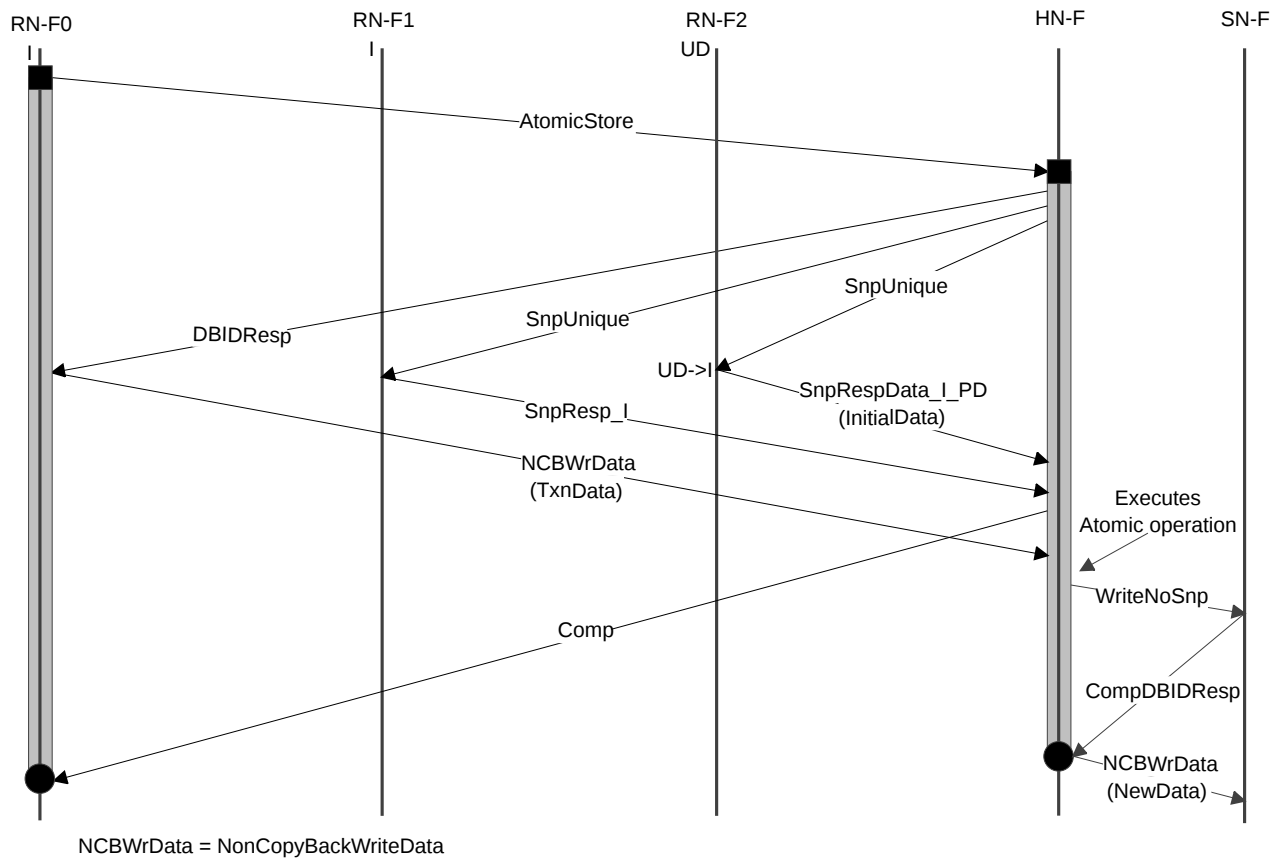 RN-F0
RN-F1
RN-F2
HN-F
SN-F
I
I
UD
AtomicStore
SnpUnique
SnpUnique
DBIDResp
UD->I
SnpRespData_I_PD
(InitialData)
SnpResp_I
NCBWrData
(TxnData)
Executes
Atomic operation
WriteNoSnp
Comp
CompDBIDResp
NCBWrData
(NewData)
NCBWrData = NonCopyBackWriteData